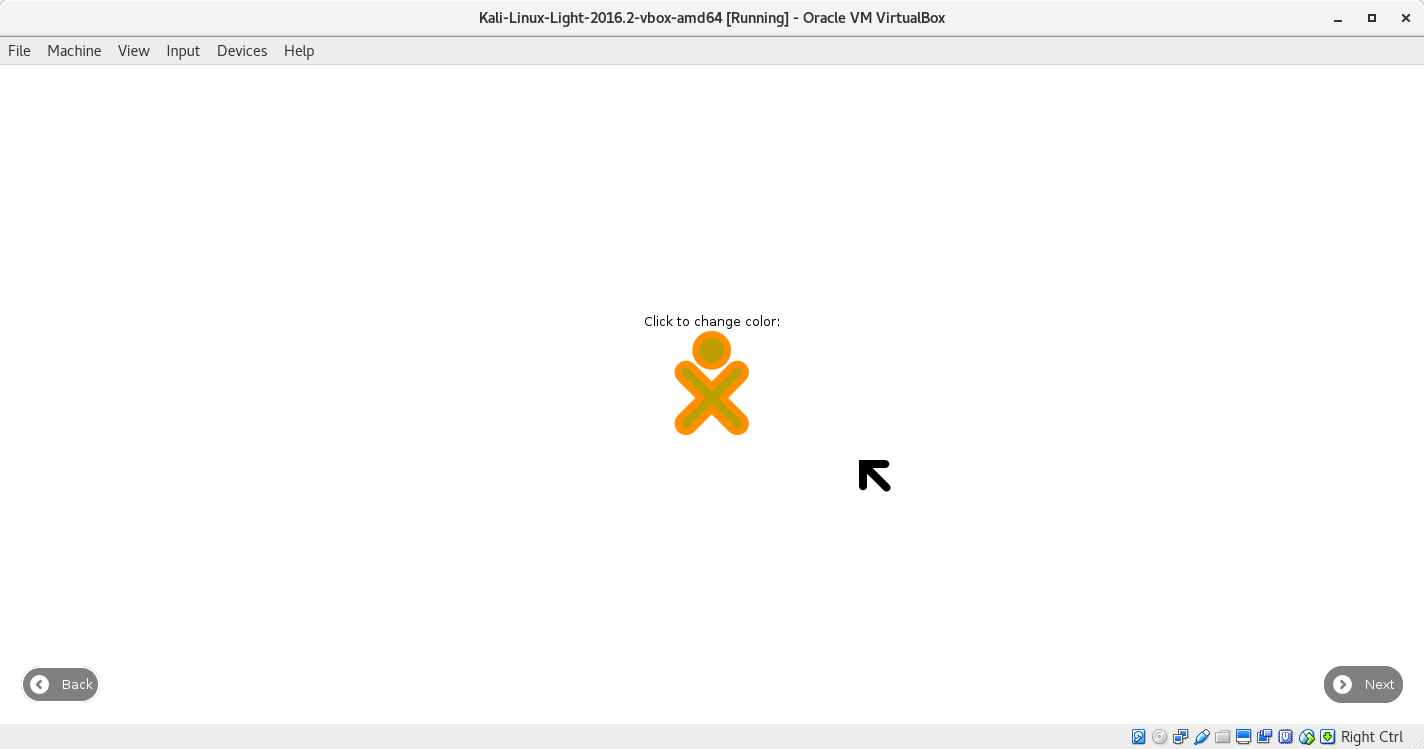 Kali-Linux-Light-2016.2-vbox-amd64 [Running] - Oracle VM VirtualBox
File Machine View Input Devices Help
Click to change color:
Back Next
Right Ctrl